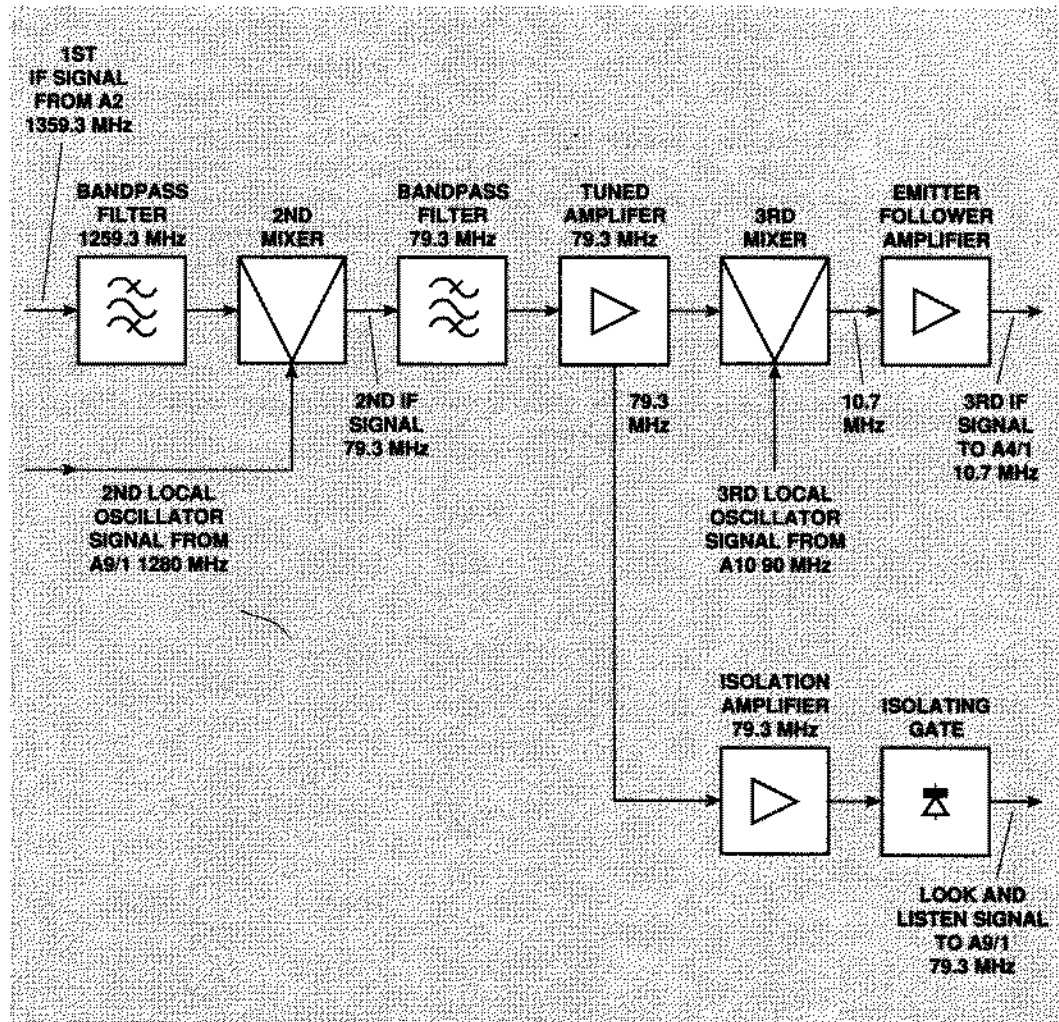 1ST
IF SIGNAL
FROM A2
1359.3 MHz
BANDPASS
FILTER
1259.3 MHz
2ND
MIXER
BANDPASS
FILTER
79.3 MHz
TUNED
AMPLIFER
79.3 MHz
3RD
MIXER
EMITTER
FOLLOWER
AMPLIFIER
2ND IF
SIGNAL
79.3 MHz
79.3
MHz
10.7
MHz
3RD IF
SIGNAL
TO A4/1
10.7 MHz
2ND LOCAL
OSCILLATOR
SIGNAL FROM
A9/1 1280 MHz
3RD LOCAL
OSCILLATOR
SIGNAL FROM
A10 90 MHz
ISOLATION
AMPLIFIER
79.3 MHz
ISOLATING
GATE
LOOK AND
LISTEN SIGNAL
TO A9/1
79.3 MHz